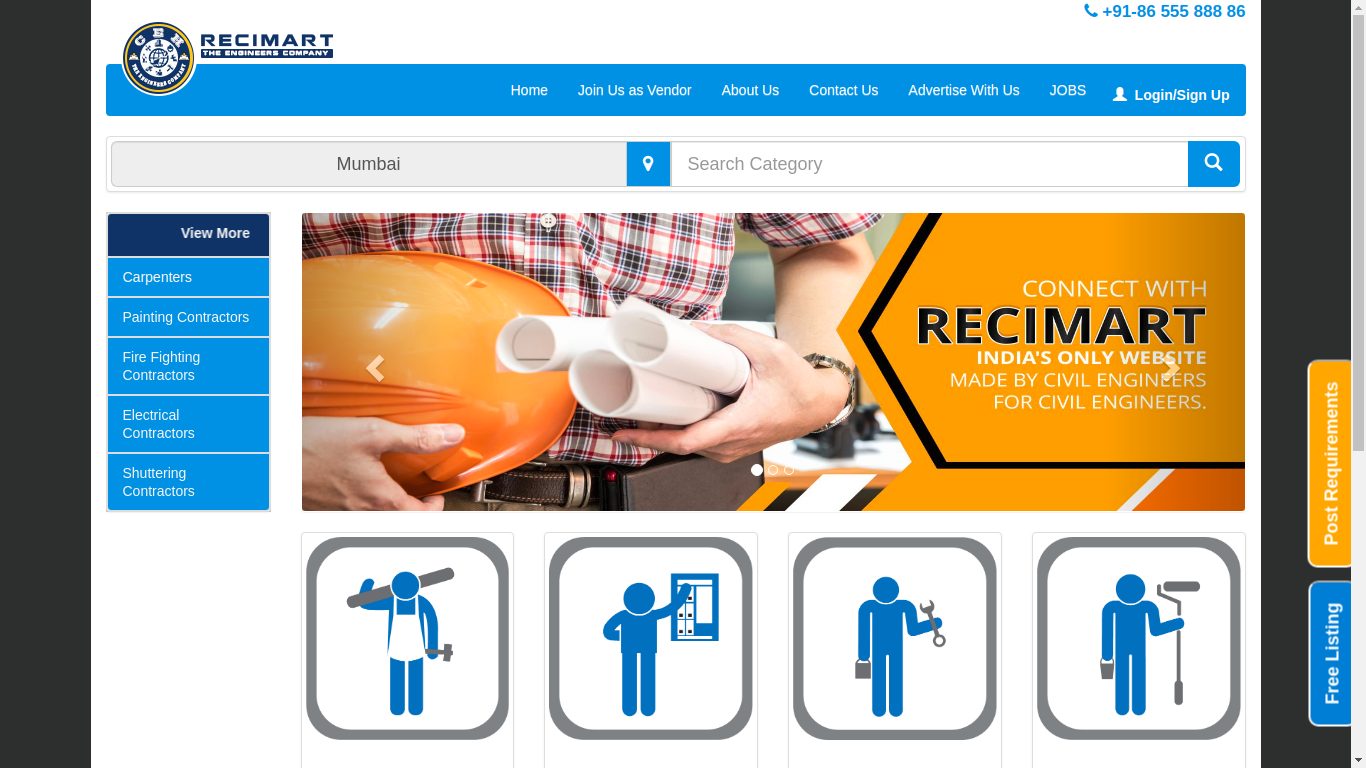 +91-86 555 888 86
RECIMART
THE ENGINEERS COMPANY
THE ENGINEERS COMPANY
Home
Join Us as Vendor
About Us
Contact Us
Advertise With Us
JOBS
Login/Sign Up
Mumbai
Search Category
View More
Carpenters
Painting Contractors
Fire Fighting
Contractors
Electrical
Contractors
Shuttering
Contractors
CONNECT WITH
RECIMART
INDIA'S ONLY WEBSITE
MADE BY CIVIL ENGINEERS
FOR CIVIL ENGINEERS.
Post Requirements
Free Listing